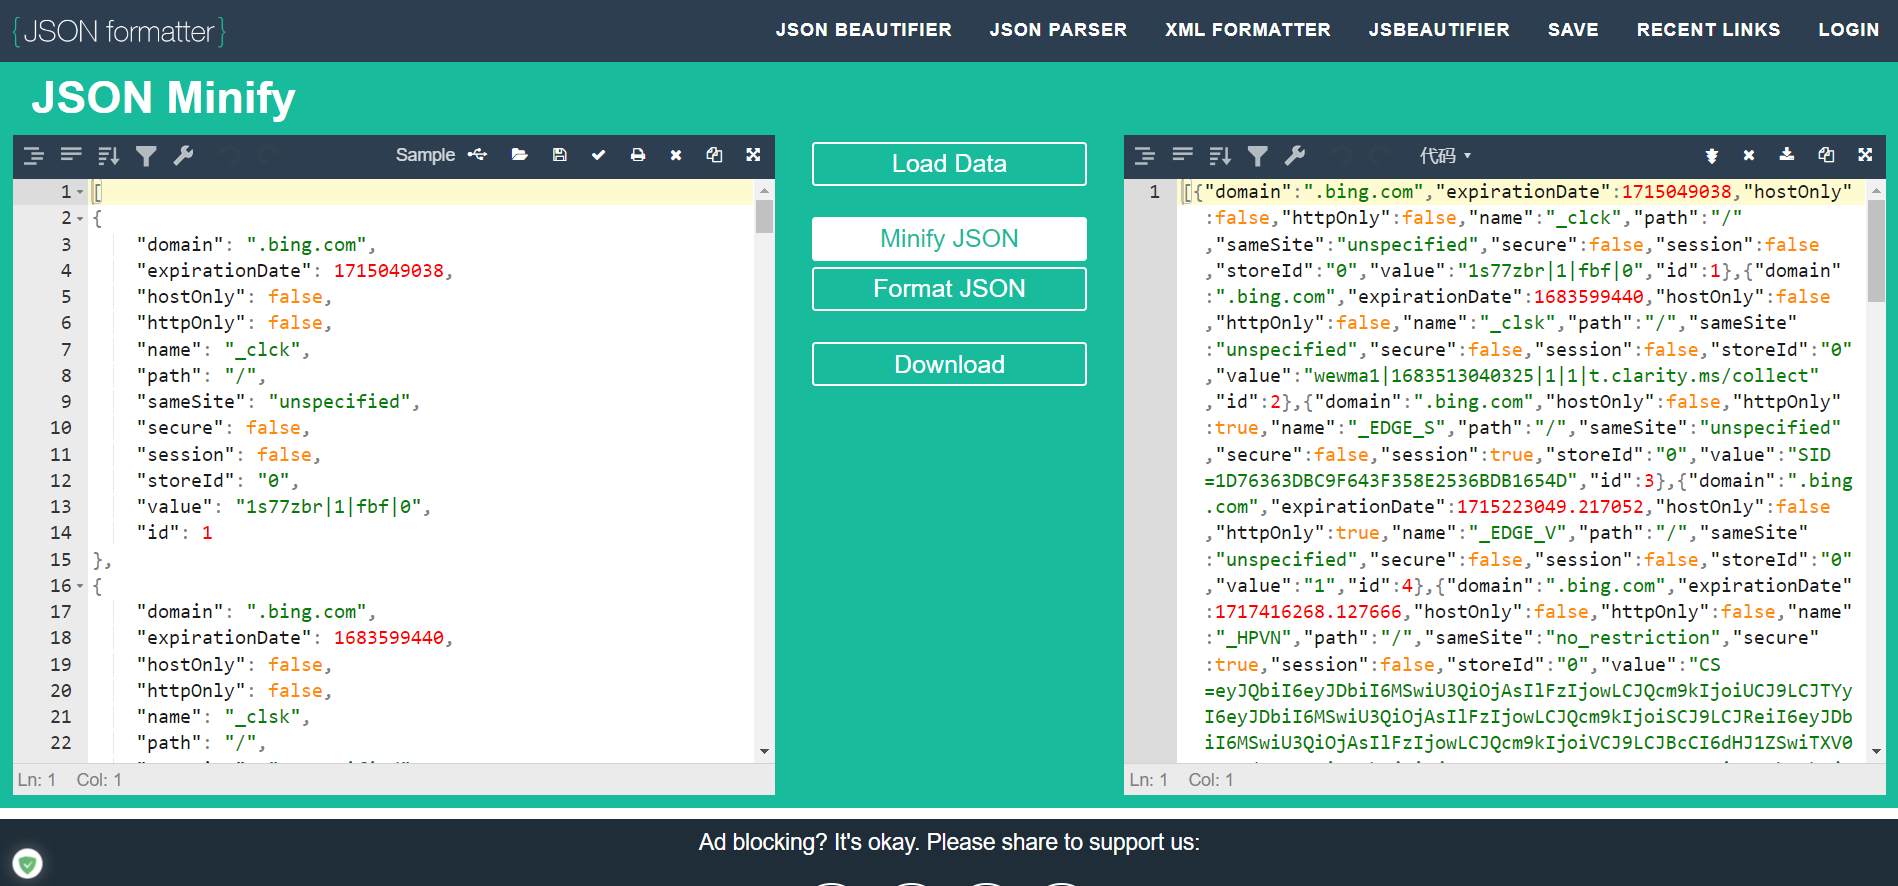 {JSON formatter}
JSON BEAUTIFIER
JSON PARSER
XML FORMATTER
JSBEAUTIFIER
SAVE
RECENT LINKS
LOGIN
JSON Minify
Sample
1 [
2 {
3 "domain": ".bing.com",
4 "expirationDate": 1715049038,
5 "hostOnly": false,
6 "httpOnly": false,
7 "name": "_clck",
8 "path": "/",
9 "sameSite": "unspecified",
10 "secure": false,
11 "session": false,
12 "storeId": "0",
13 "value": "1s77zbr|1|fbf|0",
14 "id": 1
15 },
16 {
17 "domain": ".bing.com",
18 "expirationDate": 1683599440,
19 "hostOnly": false,
20 "httpOnly": false,
21 "name": "_clsk",
22 "path": "/",
Ln: 1 Col: 1
Load Data
Minify JSON
Format JSON
Download
代码
1 [{"domain":".bing.com","expirationDate":1715049038,"hostOnly"
:false,"httpOnly":false,"name":"_clck","path":"/"
,"sameSite":"unspecified","secure":false,"session":false
,"storeId":"0","value":"1s77zbr|1|fbf|0","id":1},{"domain"
:".bing.com","expirationDate":1683599440,"hostOnly":false
,"httpOnly":false,"name":"_clsk","path":"/","sameSite"
:"unspecified","secure":false,"session":false,"storeId":"0"
,"value":"wewma1|1683513040325|1|1|t.clarity.ms/collect"
,"id":2},{"domain":".bing.com","hostOnly":false,"httpOnly"
:true,"name":"_EDGE_S","path":"/","sameSite":"unspecified"
,"secure":false,"session":true,"storeId":"0","value":"SID
=1D76363DBC9F643F358E2536BDB1654D","id":3},{"domain":".bing
.com","expirationDate":1715223049.217052,"hostOnly":false
,"httpOnly":true,"name":"_EDGE_V","path":"/","sameSite"
:"unspecified","secure":false,"session":false,"storeId":"0"
,"value":"1","id":4},{"domain":".bing.com","expirationDate"
:1717416268.127666,"hostOnly":false,"httpOnly":false,"name"
:"_HPVN","path":"/","sameSite":"no_restriction","secure"
:true,"session":false,"storeId":"0","value":"CS
=eyJQbiI6eyJDbiI6MSwiU3QiOjAsIlFzIjowLCJQcm9kIjoiUCJ9LCJTYy
I6eyJDbiI6MSwiU3QiOjAsIlFzIjowLCJQcm9kIjoiSCJ9LCJReiI6eyJDb
iI6MSwiU3QiOjAsIlFzIjowLCJQcm9kIjoiVCJ9LCJBcCI6dHJ1ZSwiTXV0
Ln: 1 Col: 1
Ad blocking? It's okay. Please share to support us: